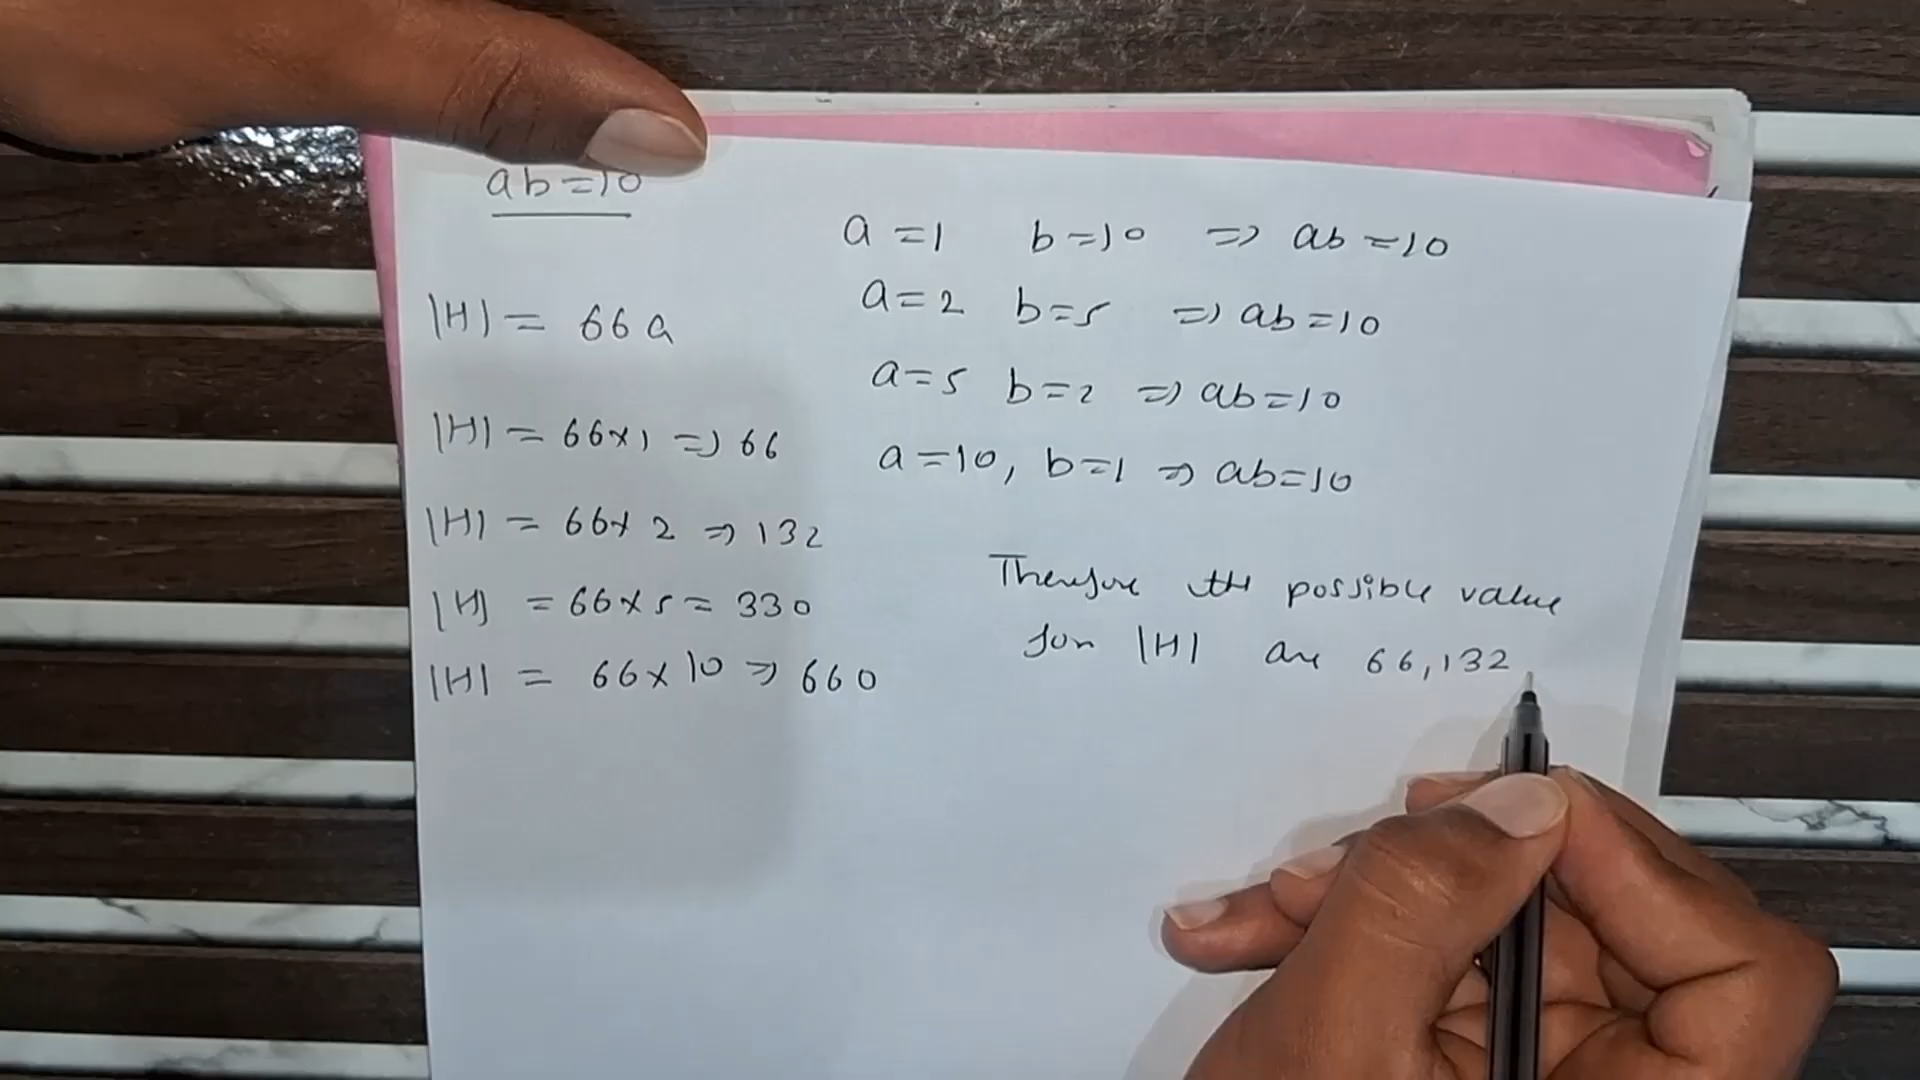 ab=10
|H| = 66a
|H| = 66×1 => 66
|H| = 66×2 => 132
|H| = 66×5 = 330
|H| = 66×10 => 660
a=1 b=10 => ab=10
a=2 b=5 => ab=10
a=5 b=2 => ab=10
a=10, b=1 => ab=10
Therefore the possible value
for |H| are 66,132,